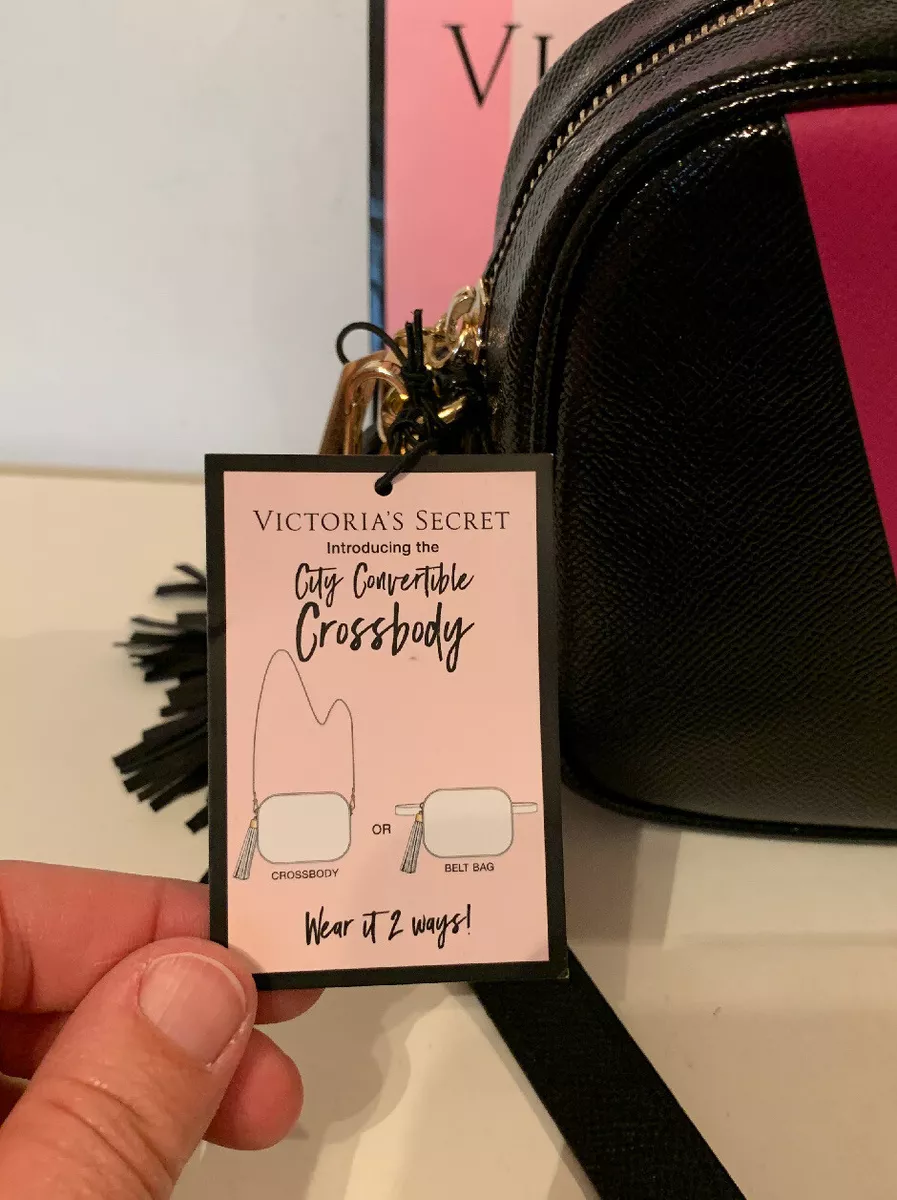 VICTORIA'S SECRET
Introducing the
City Convertible
Crossbody
OR
CROSSBODY
BELT BAG
Wear it 2 ways!